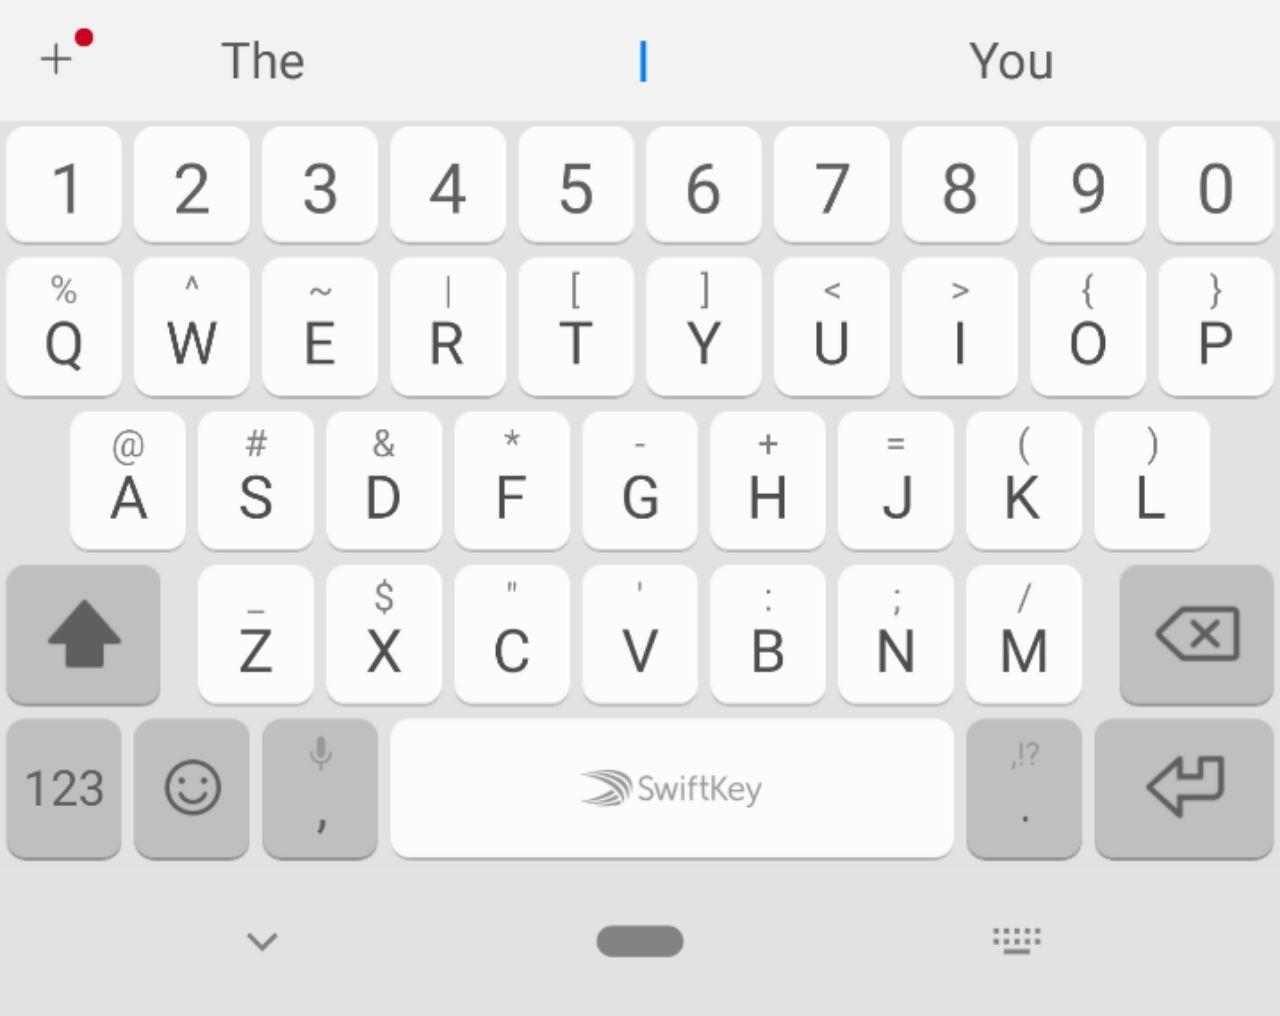 + The | You
1 2 3 4 5 6 7 8 9 0
% ^ ~ | [ ] < > { }
Q W E R T Y U I O P
@ # & * - + = ( )
A S D F G H J K L
_ $ " ' : ; /
Z X C V B N M
,!?
123 , SwiftKey .